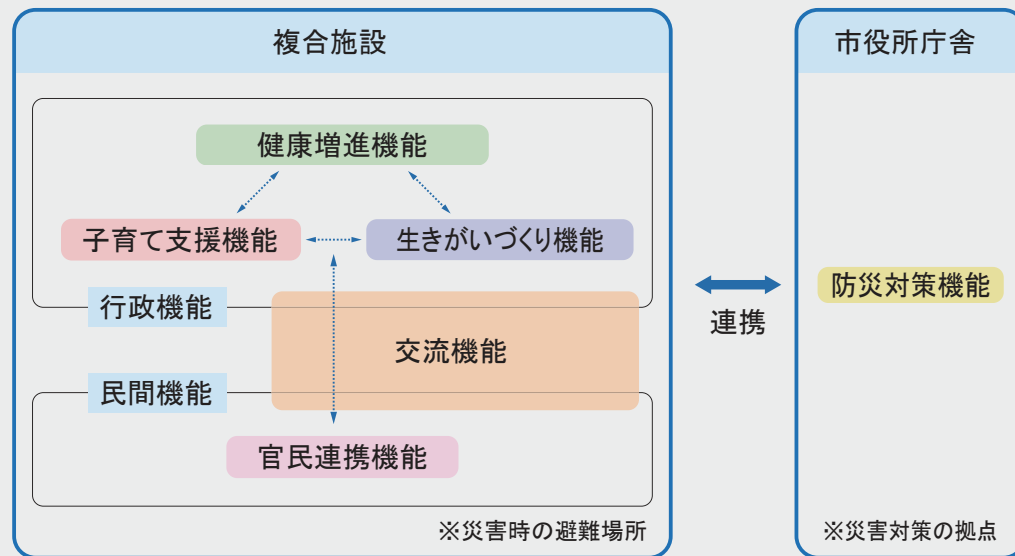 複合施設
市役所庁舎
健康増進機能
子育て支援機能
生きがいづくり機能
防災対策機能
行政機能
連携
交流機能
民間機能
官民連携機能
※災害時の避難場所
※災害対策の拠点